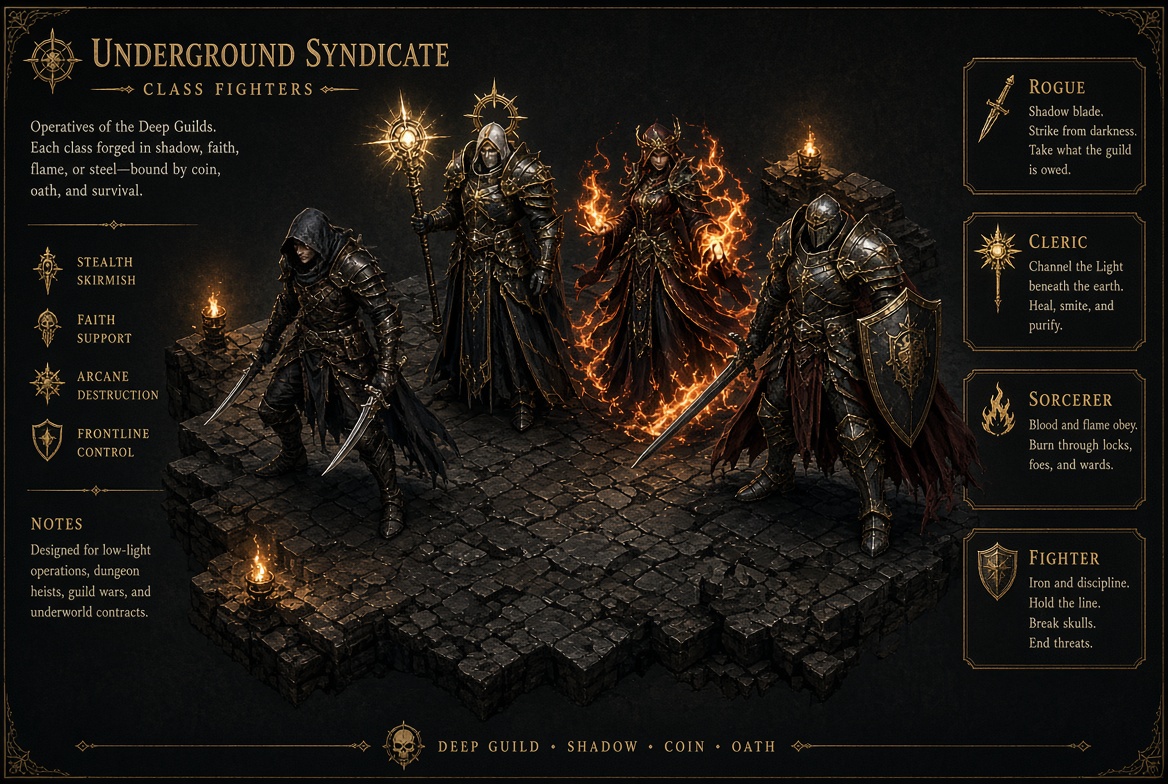 UNDERGROUND SYNDICATE
CLASS FIGHTERS
Operatives of the Deep Guilds.
Each class forged in shadow, faith,
flame, or steel—bound by coin,
oath, and survival.
STEALTH
SKIRMISH
FAITH
SUPPORT
ARCANE
DESTRUCTION
FRONTLINE
CONTROL
NOTES
Designed for low-light
operations, dungeon
heists, guild wars, and
underworld contracts.
ROGUE
Shadow blade.
Strike from darkness.
Take what the guild
is owed.
CLERIC
Channel the Light
beneath the earth.
Heal, smite, and
purify.
SORCERER
Blood and flame obey.
Burn through locks,
foes, and wards.
FIGHTER
Iron and discipline.
Hold the line.
Break skulls.
End threats.
DEEP GUILD • SHADOW • COIN • OATH